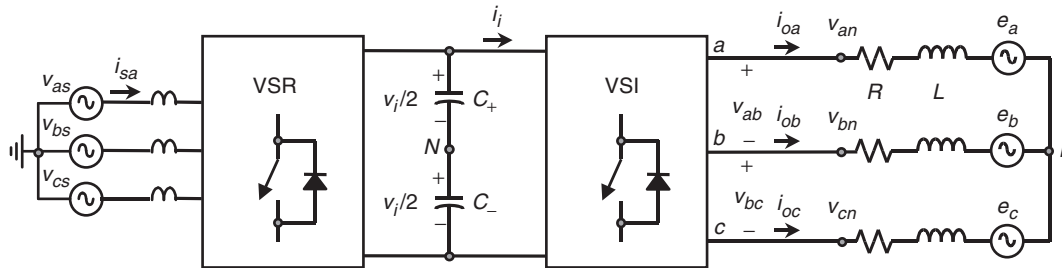 v_as
i_sa
v_bs
v_cs
VSR
+
v_i/2
C_+
−
N
+
v_i/2
C_−
−
i_i
VSI
a
i_oa
v_an
e_a
+
R
L
v_ab
i_ob
v_bn
e_b
b
−
+
v_bc
i_oc
v_cn
e_c
c
−